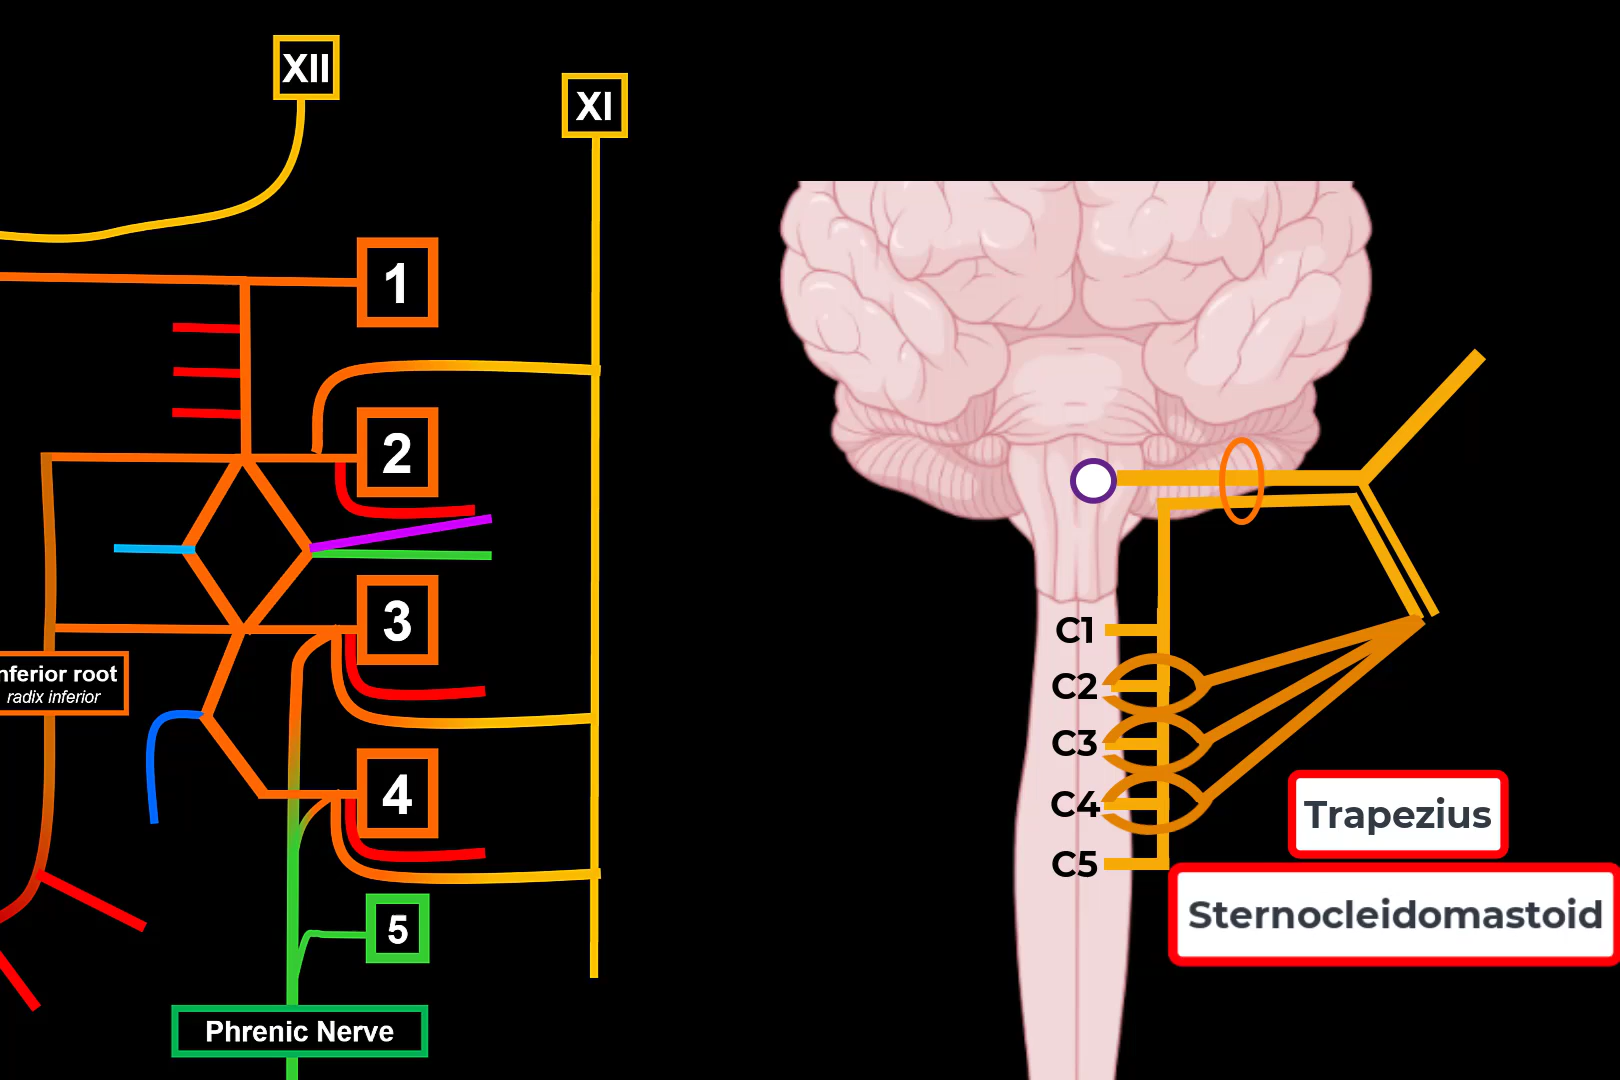 XII
XI
1
2
3
nferior root
radix inferior
4
5
Phrenic Nerve
C1
C2
C3
C4
C5
Trapezius
Sternocleidomastoid